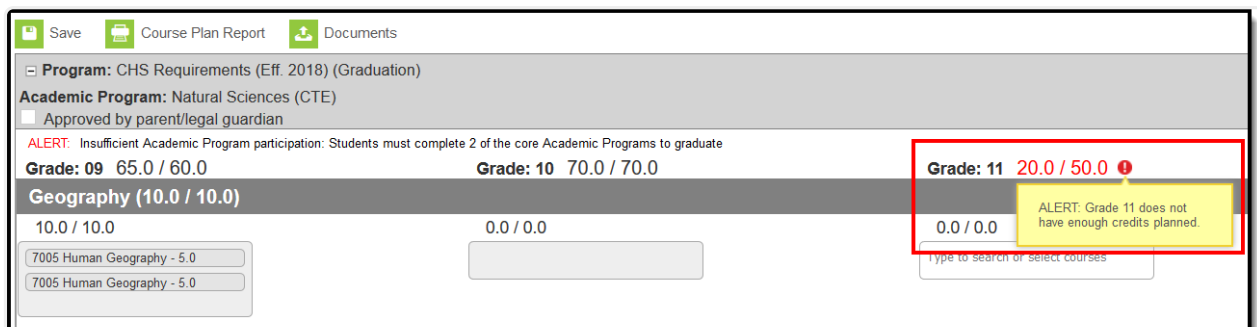 Save Course Plan Report Documents
Program: CHS Requirements (Eff. 2018) (Graduation)
Academic Program: Natural Sciences (CTE)
Approved by parent/legal guardian
ALERT: Insufficient Academic Program participation: Students must complete 2 of the core Academic Programs to graduate
Grade: 09 65.0 / 60.0 Grade: 10 70.0 / 70.0 Grade: 11 20.0 / 50.0
ALERT: Grade 11 does not
have enough credits planned.
Geography (10.0 / 10.0)
10.0 / 10.0 0.0 / 0.0 0.0 / 0.0
7005 Human Geography - 5.0
Type to search or select courses
7005 Human Geography - 5.0